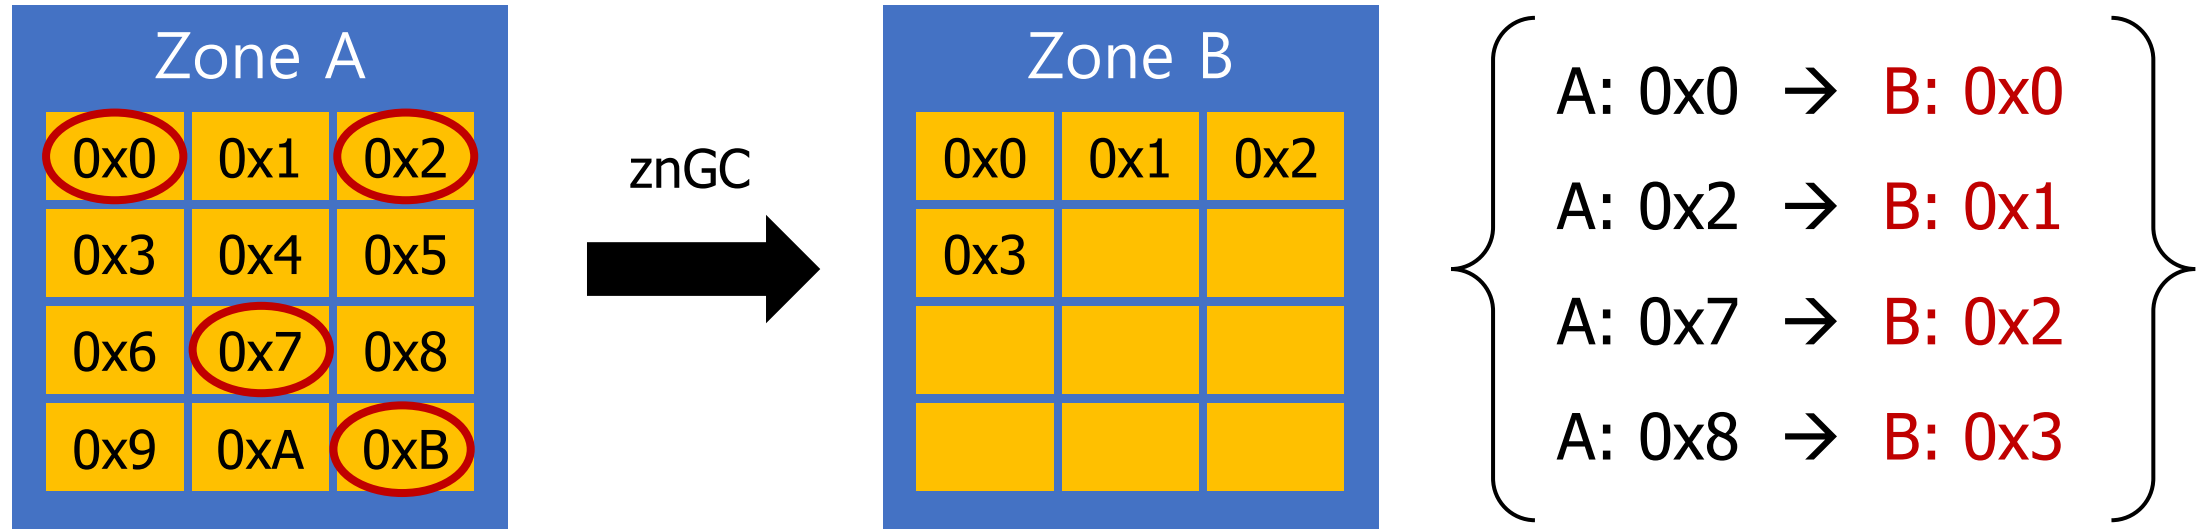 Zone A
0x0 0x1 0x2
0x3 0x4 0x5
0x6 0x7 0x8
0x9 0xA 0xB
znGC
Zone B
0x0 0x1 0x2
0x3
A: 0x0 → B: 0x0
A: 0x2 → B: 0x1
A: 0x7 → B: 0x2
A: 0x8 → B: 0x3